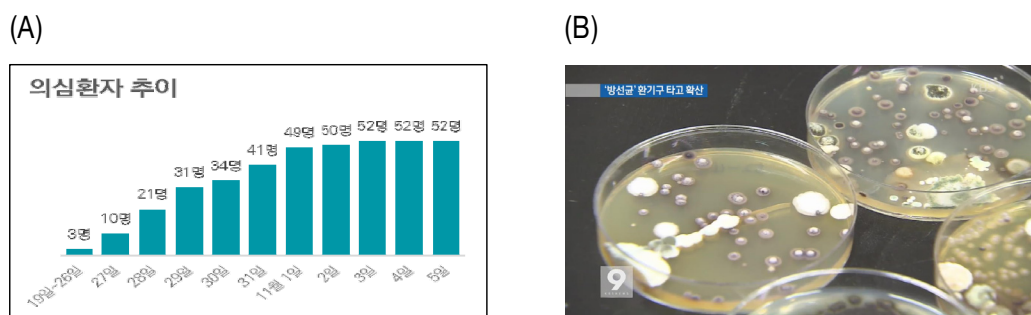 (A)
(B)
의심환자 추이
3명
10명
21명
31명
34명
41명
49명
50명
52명
52명
52명
19일~26일
27일
28일
29일
30일
31일
11월 1일
2일
3일
4일
5일
'방선균' 환기구 타고 확산
9